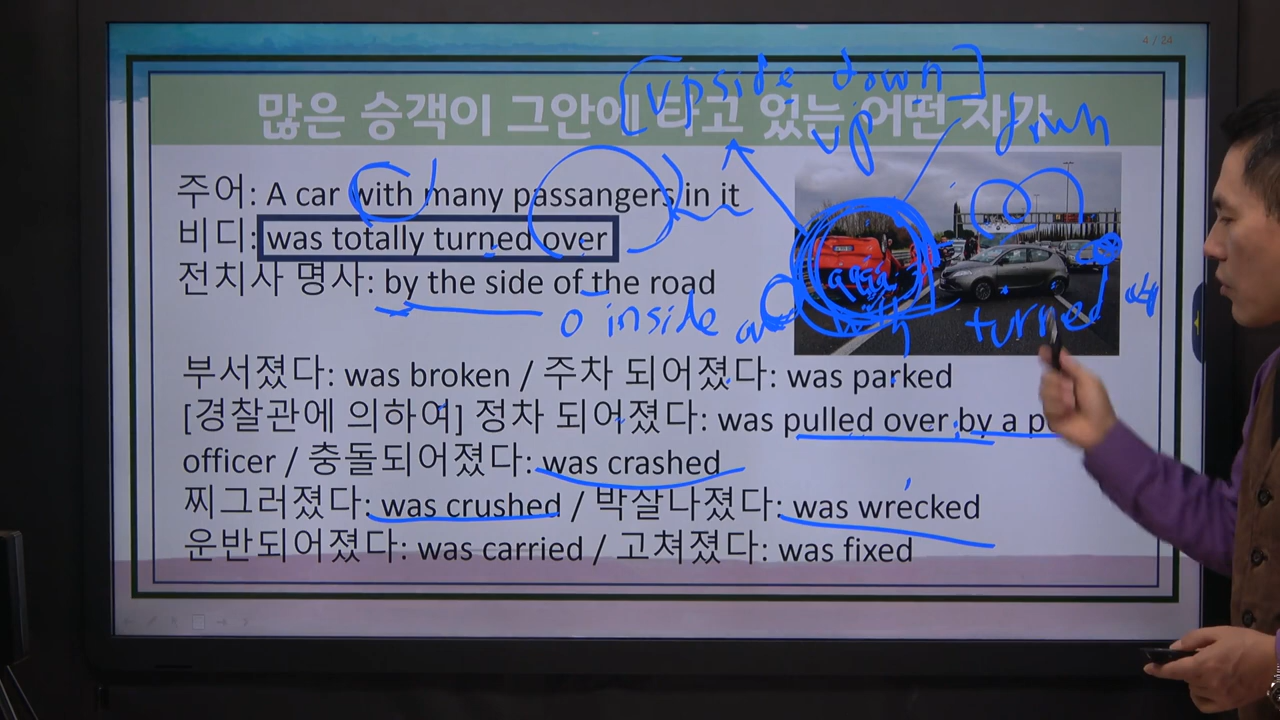 4 / 24
[upside down]
많은 승객이 그안에 타고 있는 어떤 차가
up
down
주어: A car with many passangers in it
비디: was totally turned over
전치사 명사: by the side of the road
inside
with
turned
부서졌다: was broken / 주차 되어졌다: was parked
[경찰관에 의하여] 정차 되어졌다: was pulled over by a p
officer / 충돌되어졌다: was crashed
찌그러졌다: was crushed / 박살나졌다: was wrecked
운반되어졌다: was carried / 고쳐졌다: was fixed